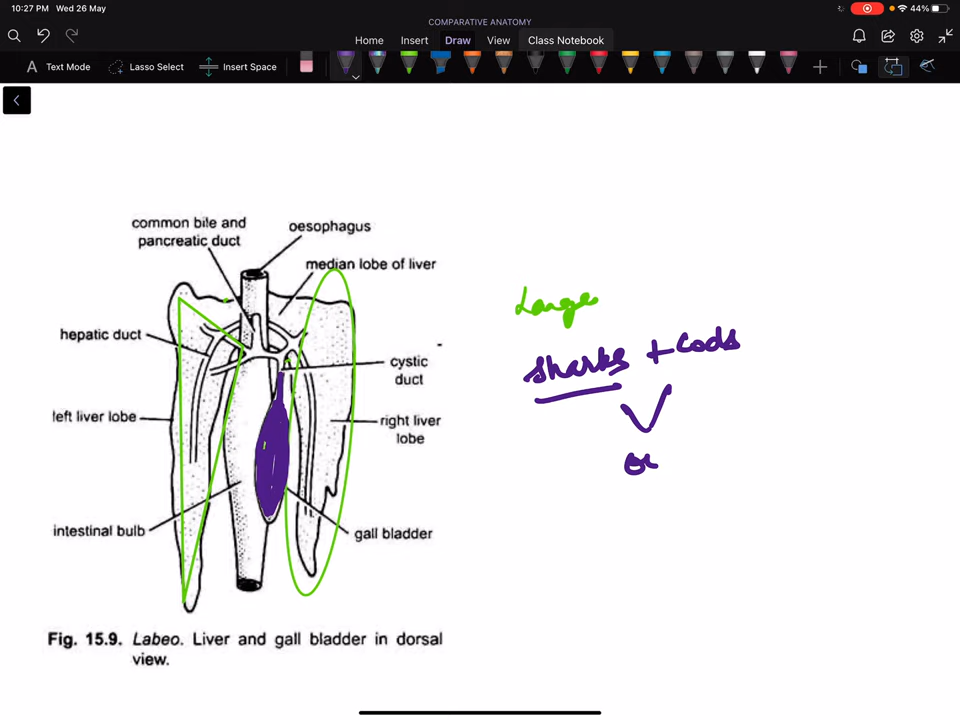 10:27 PM Wed 26 May
44%
COMPARATIVE ANATOMY
Home Insert Draw View Class Notebook
A Text Mode Lasso Select Insert Space
common bile and
pancreatic duct
oesophagus
median lobe of liver
hepatic duct
cystic
duct
left liver lobe
right liver
lobe
intestinal bulb
gall bladder
Large
Sharks + Cods
Fig. 15.9. Labeo. Liver and gall bladder in dorsal
view.